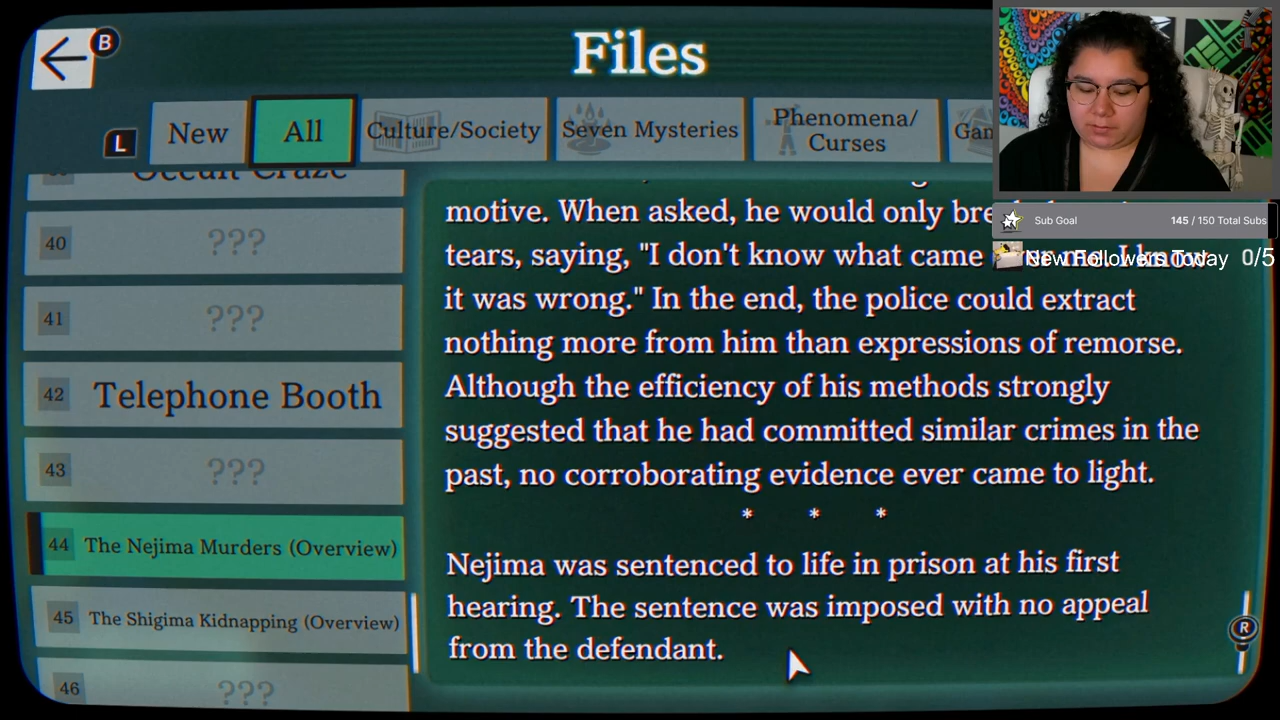 B
Files
L
New
All
Culture/Society
Seven Mysteries
Phenomena/
Curses
Occult Craze
40
???
41
???
42
Telephone Booth
43
???
44
The Nejima Murders (Overview)
45
The Shigima Kidnapping (Overview)
46
???
motive. When asked, he would only
tears, saying, "I don't know what came
it was wrong." In the end, the police could extract
nothing more from him than expressions of remorse.
Although the efficiency of his methods strongly
suggested that he had committed similar crimes in the
past, no corroborating evidence ever came to light.
* * *
Nejima was sentenced to life in prison at his first
hearing. The sentence was imposed with no appeal
from the defendant.
R
Sub Goal
145 / 150 Total Subs
New Followers Today 0/5